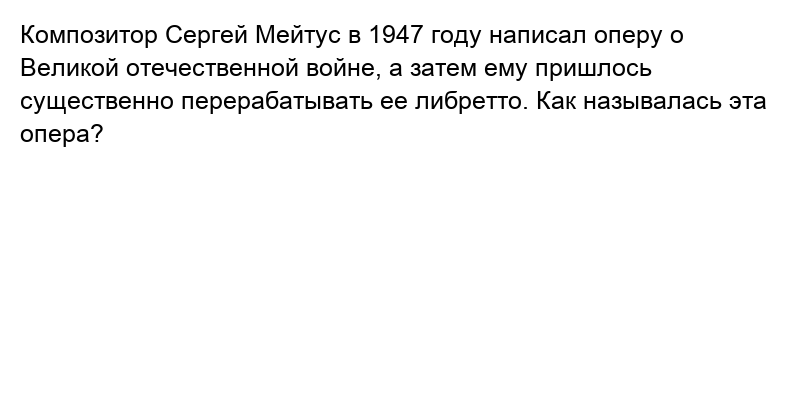 Композитор Сергей Мейтус в 1947 году написал оперу о
Великой отечественной войне, а затем ему пришлось
существенно перерабатывать ее либретто. Как называлась эта
опера?